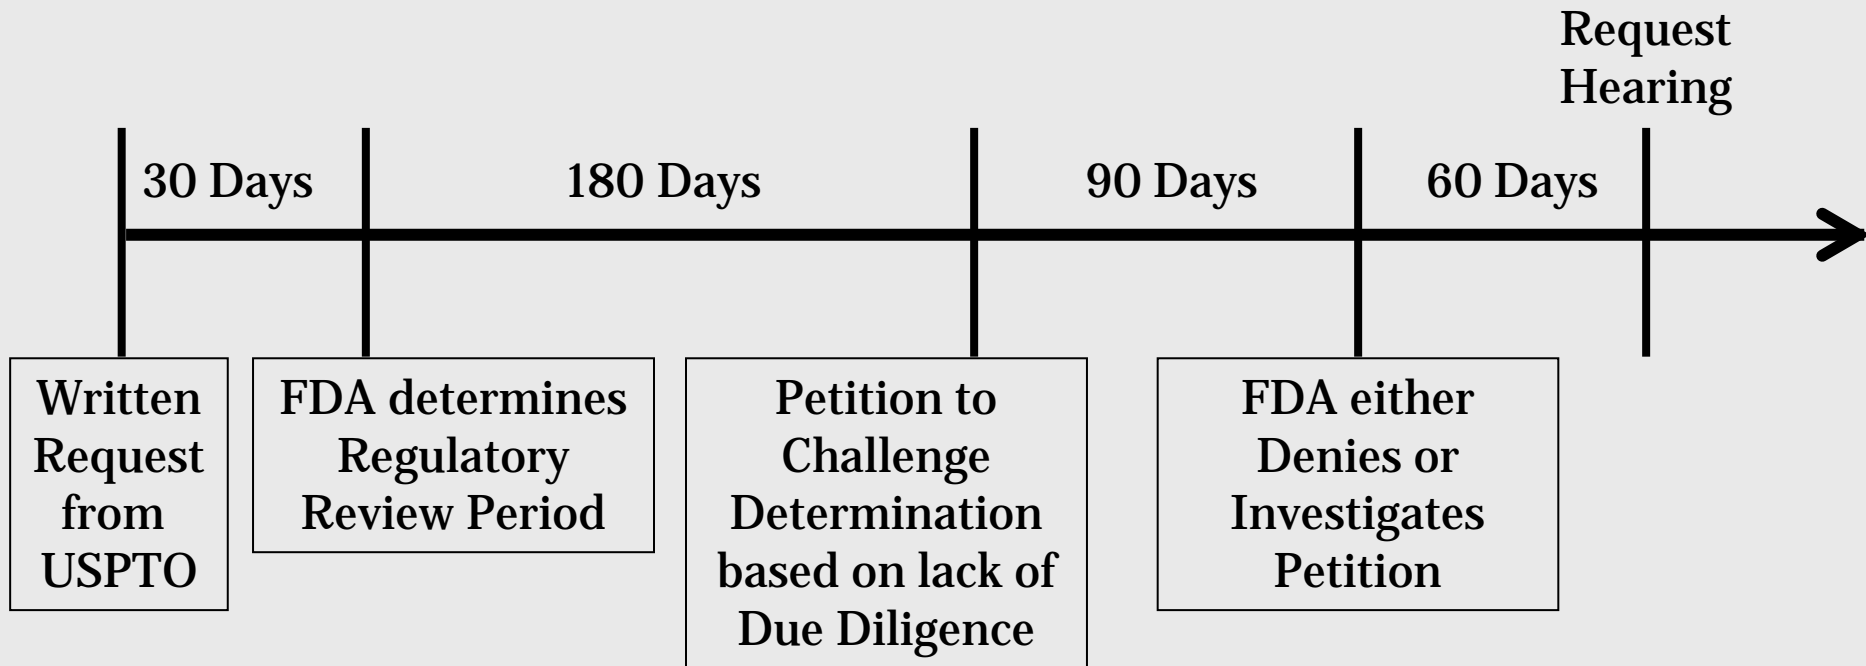 Request
Hearing
30 Days
180 Days
90 Days
60 Days
Written
Request
from
USPTO
FDA determines
Regulatory
Review Period
Petition to
Challenge
Determination
based on lack of
Due Diligence
FDA either
Denies or
Investigates
Petition